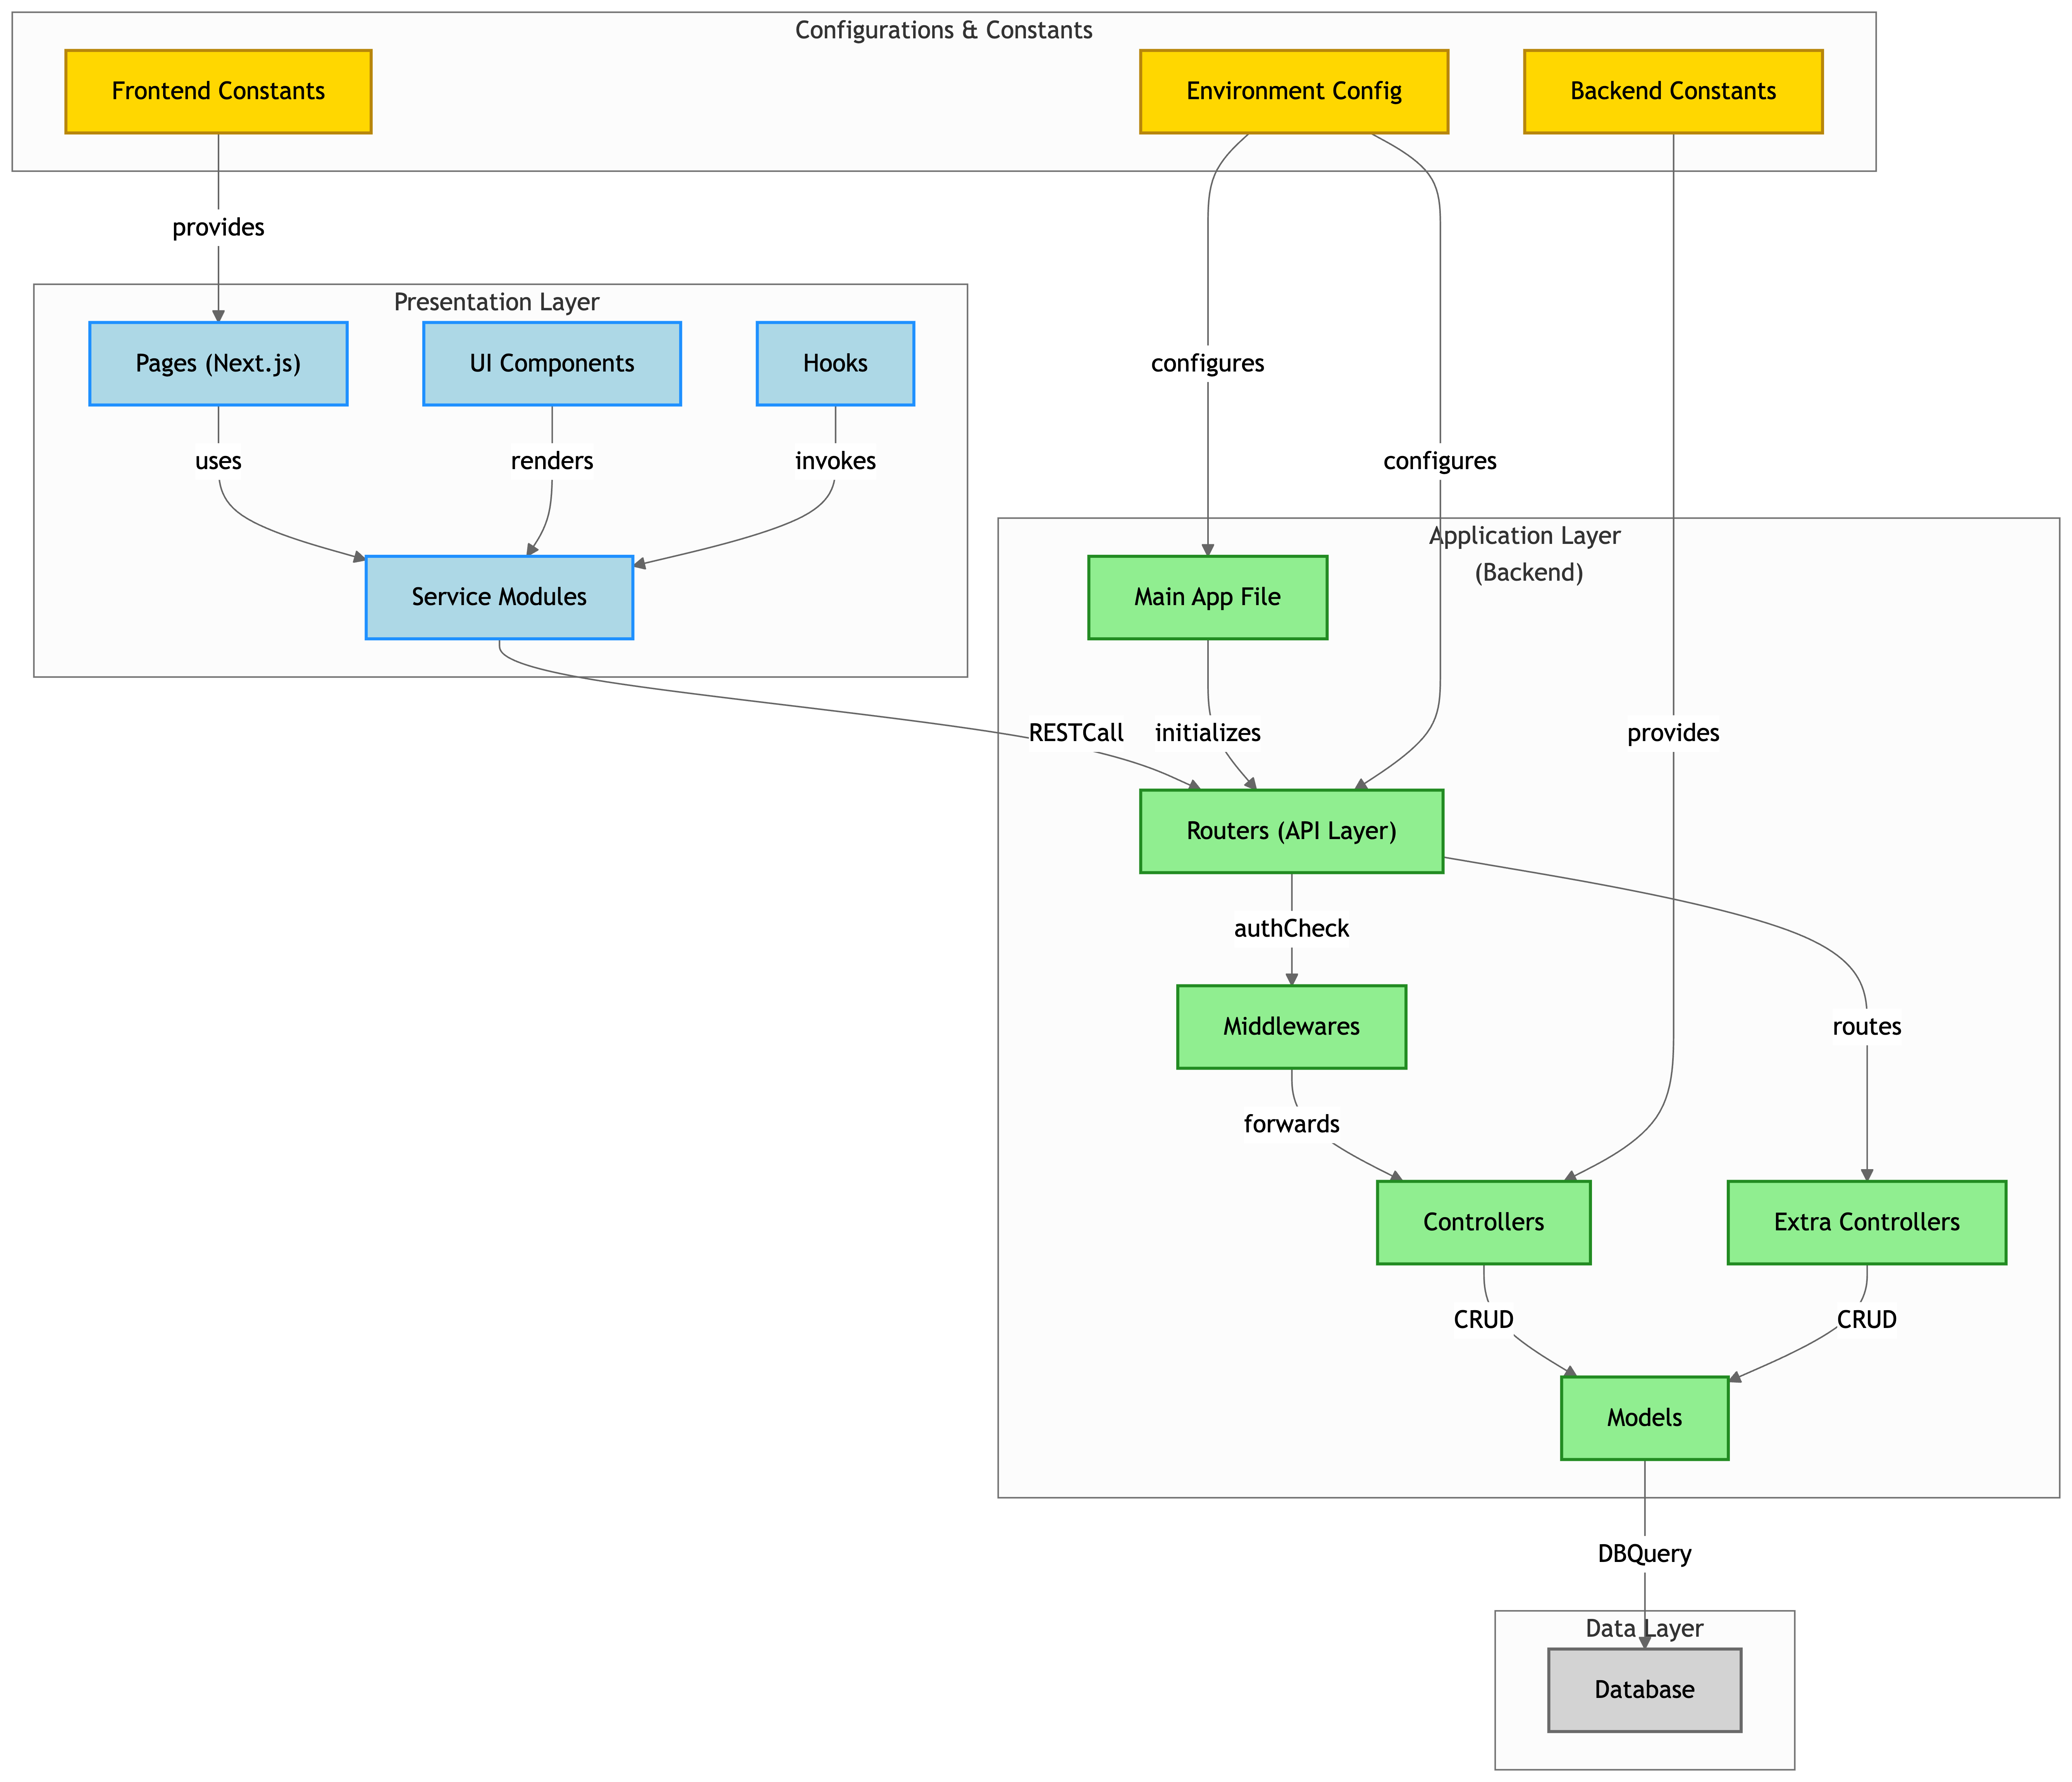 Configurations & Constants
Frontend Constants
Environment Config
Backend Constants
provides
Presentation Layer
Pages (Next.js)
UI Components
Hooks
configures
uses
renders
invokes
configures
Application Layer
(Backend)
Service Modules
Main App File
RESTCall
initializes
provides
Routers (API Layer)
authCheck
Middlewares
routes
forwards
Controllers
Extra Controllers
CRUD
CRUD
Models
DBQuery
Data Layer
Database